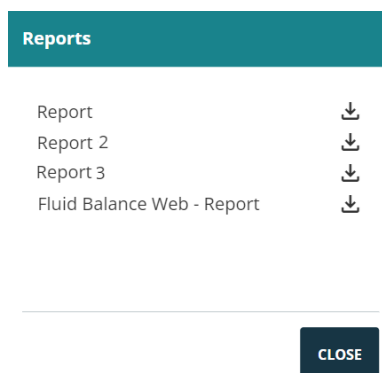 Reports
Report
Report 2
Report 3
Fluid Balance Web - Report
CLOSE